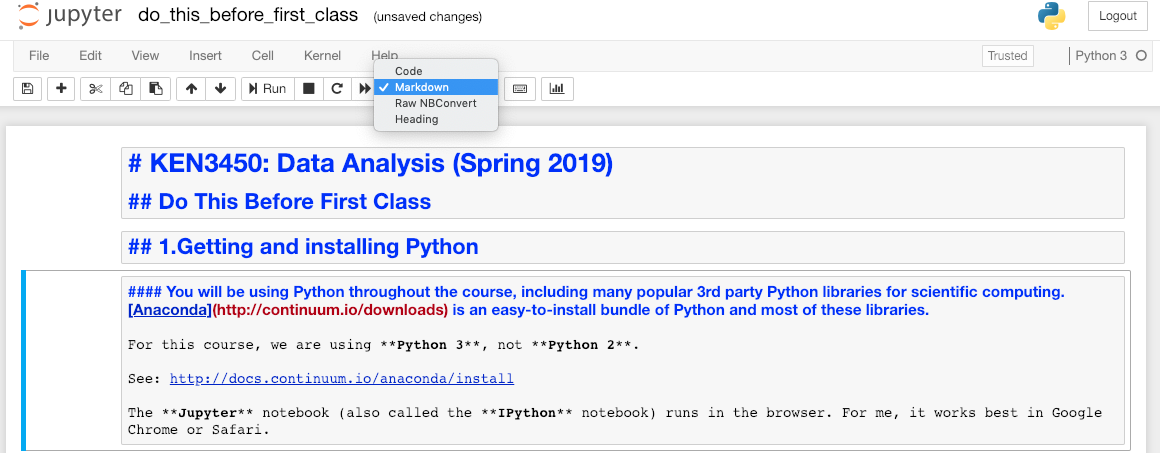 jupyter do_this_before_first_class (unsaved changes)
Logout
File Edit View Insert Cell Kernel Help
Trusted
Python 3
Run
Code
Markdown
Raw NBConvert
Heading
# KEN3450: Data Analysis (Spring 2019)
## Do This Before First Class
## 1.Getting and installing Python
#### You will be using Python throughout the course, including many popular 3rd party Python libraries for scientific computing.
[Anaconda](http://continuum.io/downloads) is an easy-to-install bundle of Python and most of these libraries.
For this course, we are using **Python 3**, not **Python 2**.
See: http://docs.continuum.io/anaconda/install
The **Jupyter** notebook (also called the **IPython** notebook) runs in the browser. For me, it works best in Google
Chrome or Safari.